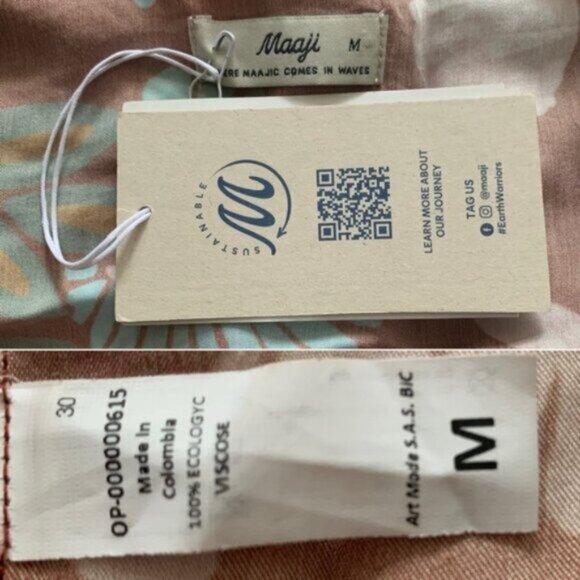 Maaji M
ERE MAAJIC COMES IN WAVES
SUSTAINABLE
M
LEARN MORE ABOUT
OUR JOURNEY
TAG US
@maaji
#EarthWarriors
30
OP-0000000615
Made In
Colombia
100% ECOLOGYC
VISCOSE
Art Mode S.A.S. BIC
M